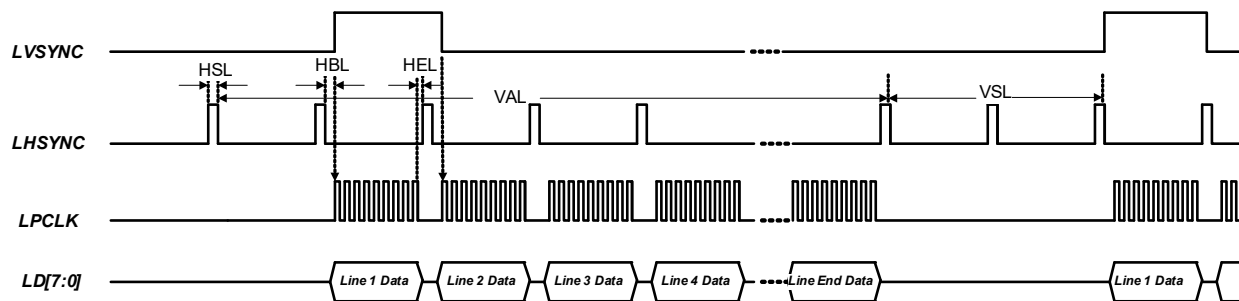 LVSYNC
HSL HBL HEL VAL VSL
LHSYNC
LPCLK
LD[7:0] Line 1 Data Line 2 Data Line 3 Data Line 4 Data Line End Data Line 1 Data